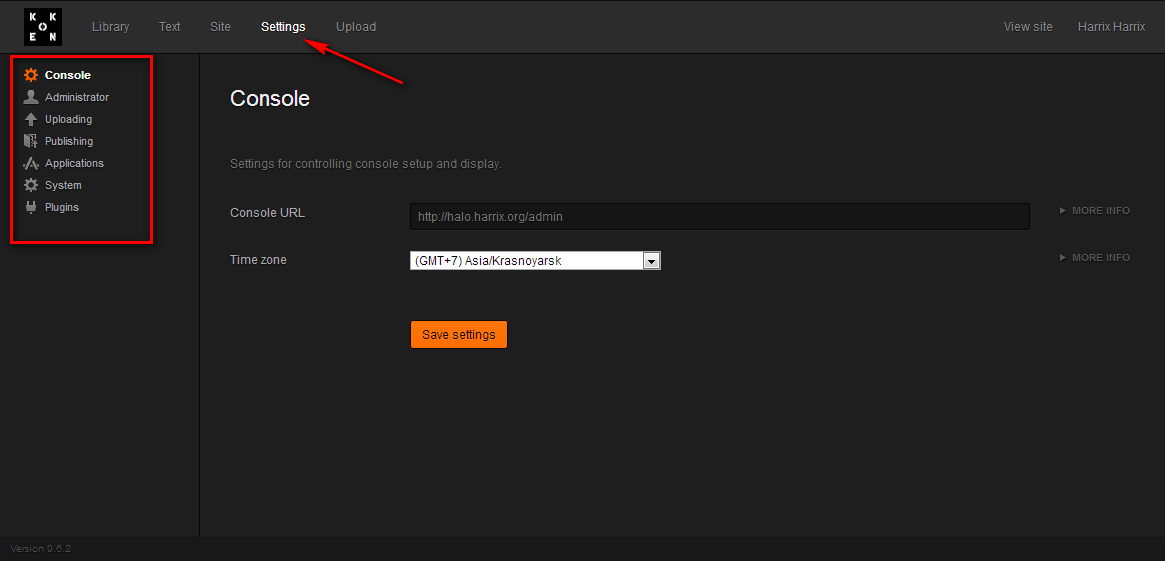 K K
O
E N
Library Text Site Settings Upload View site Harrix Harrix
Console
Administrator
Uploading
Publishing
Applications
System
Plugins
Console
Settings for controlling console setup and display.
Console URL http://halo.harrix.org/admin MORE INFO
Time zone (GMT+7) Asia/Krasnoyarsk MORE INFO
Save settings
Version 0.6.2